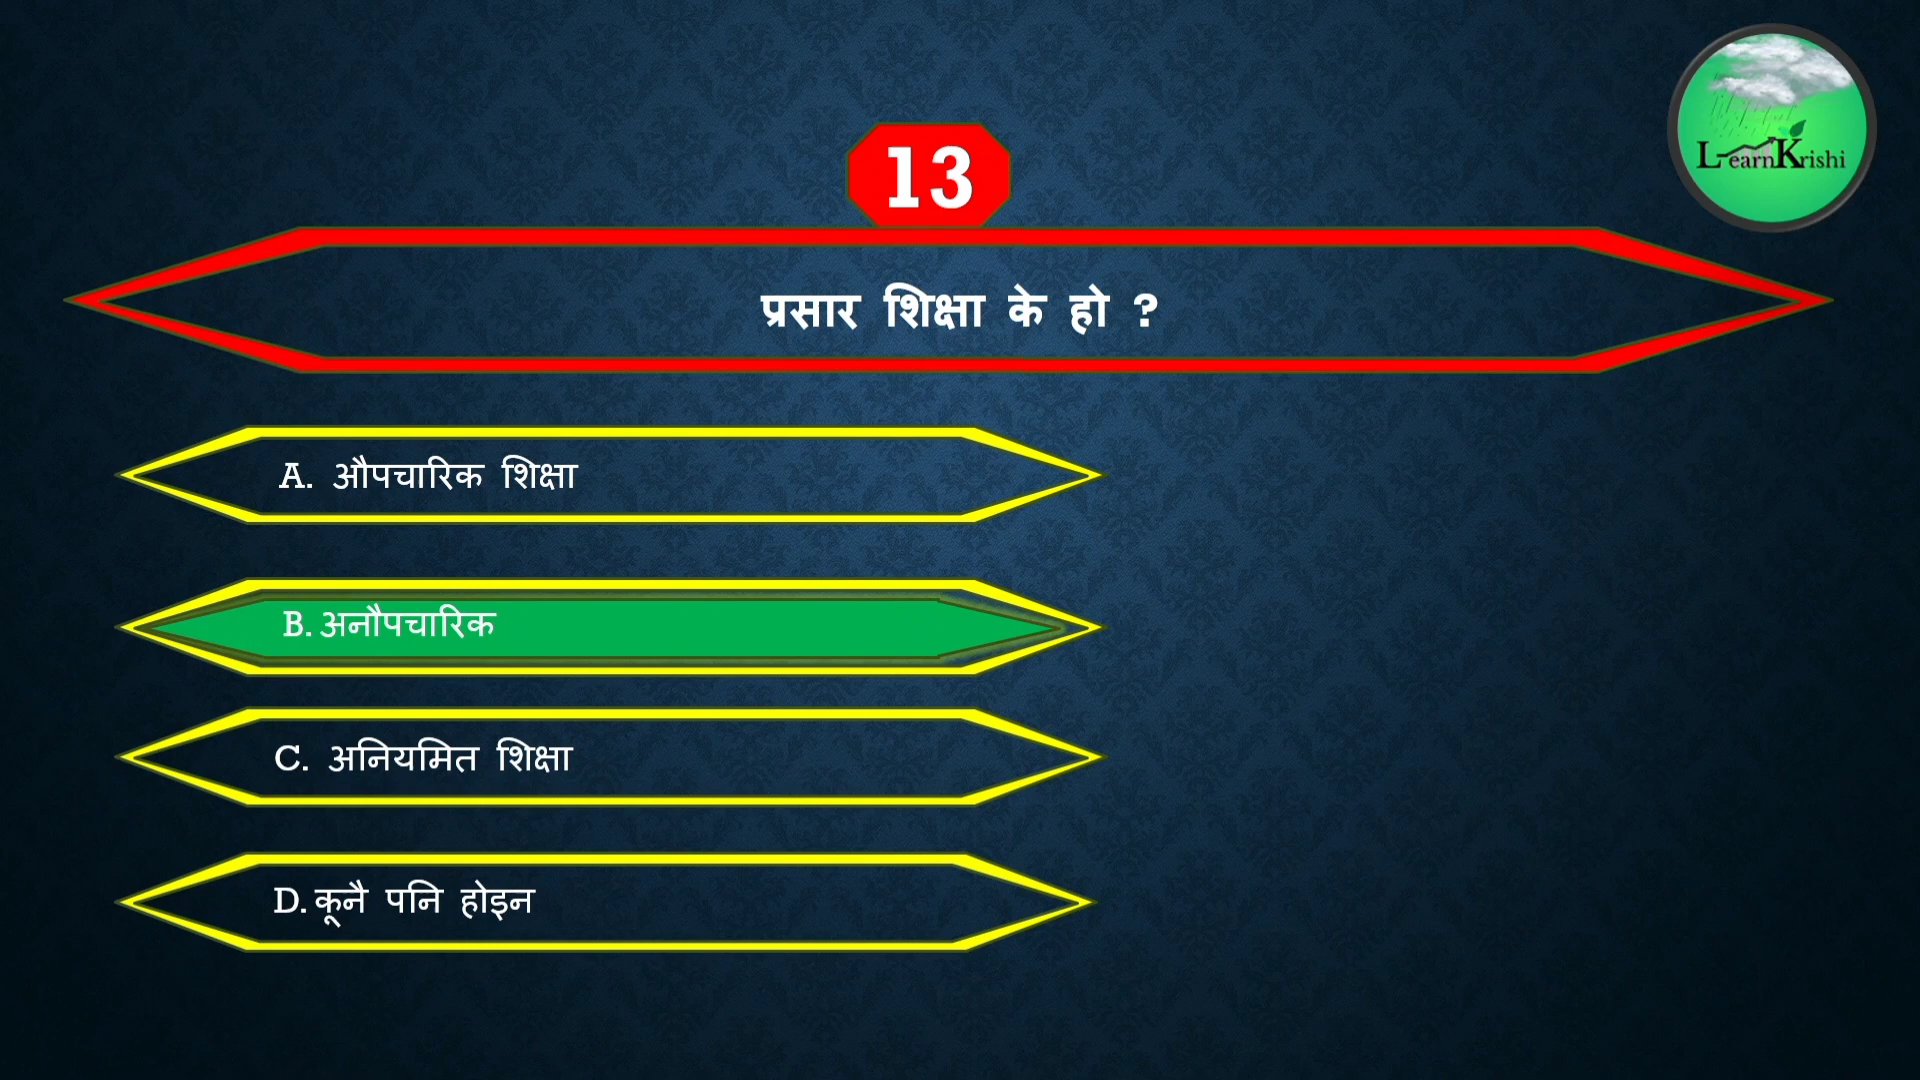 LearnKrishi
13
प्रसार शिक्षा के हो ?
A. औपचारिक शिक्षा
B. अनौपचारिक
C. अनियमित शिक्षा
D. कूनै पनि होइन